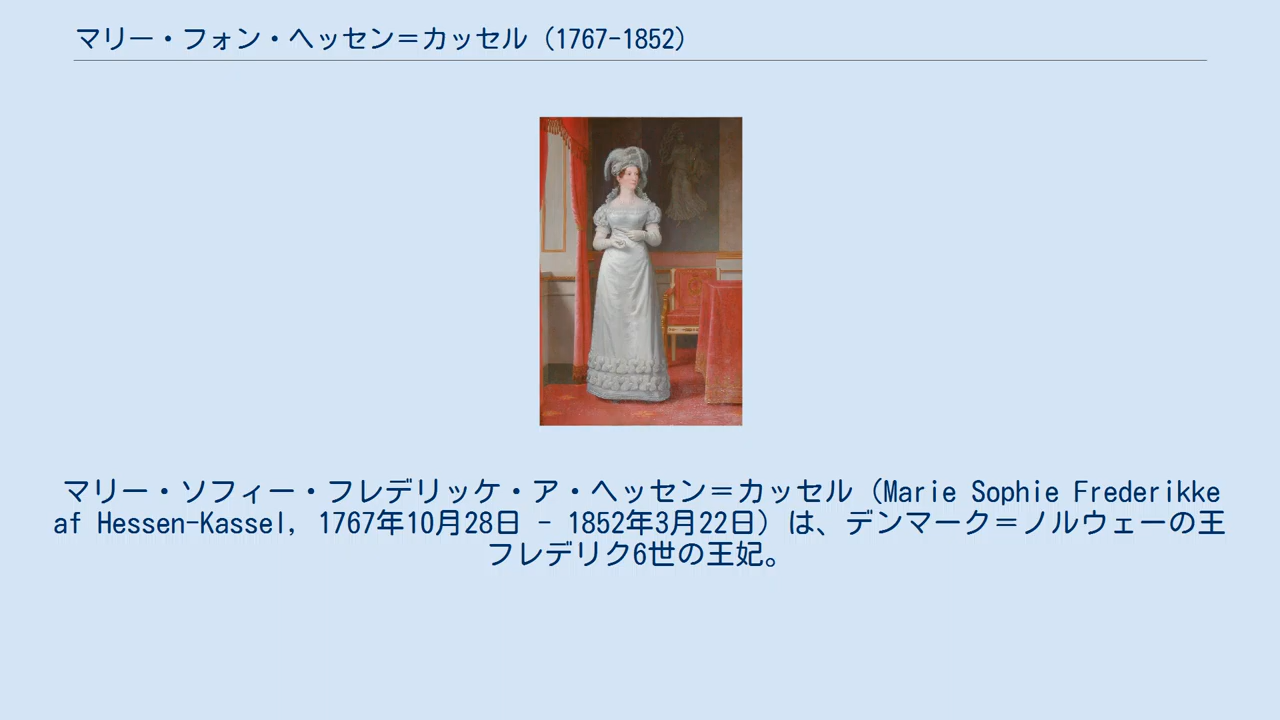 マリー・フォン・ヘッセン＝カッセル（1767-1852）
マリー・ソフィー・フレデリッケ・ア・ヘッセン＝カッセル（Marie Sophie Frederikke
af Hessen-Kassel, 1767年10月28日 - 1852年3月22日）は、デンマーク＝ノルウェーの王
フレデリク6世の王妃。